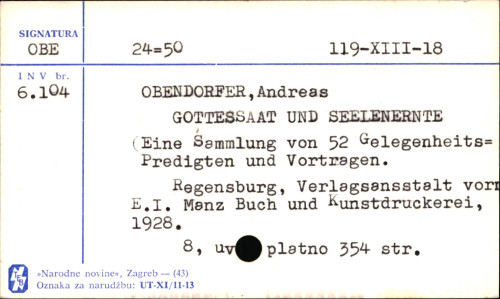 SIGNATURA
OBE 24=50 119-XIII-18
I N V br.
6.104 OBENDORFER,Andreas
GOTTESSAAT UND SEELENERNTE
(Eine Sammlung von 52 Gelegenheits=
Predigten und Vortragen.
Regensburg, Verlagsansstalt vorm
E.I. Manz Buch und Kunstdruckerei,
1928.
8, uv platno 354 str.
»Narodne novine«, Zagreb — (43)
Oznaka za narudžbu: UT-XI/11-13